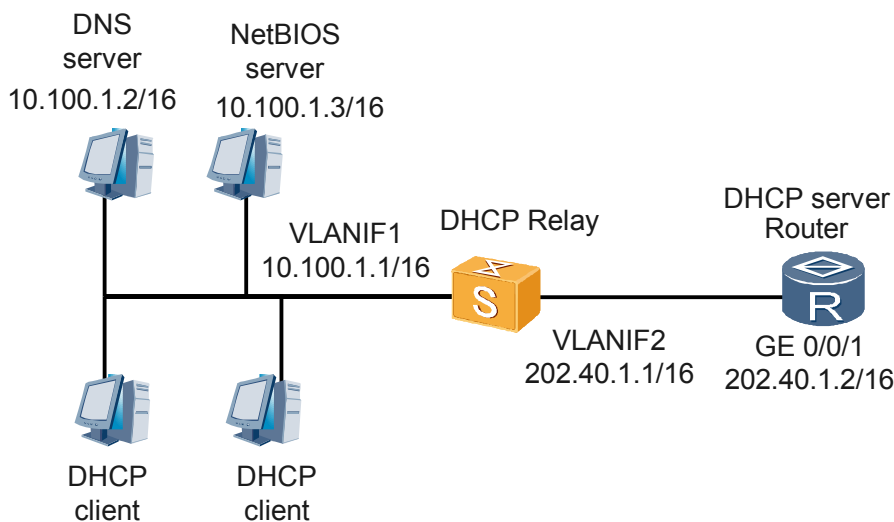 DNS
server
10.100.1.2/16
NetBIOS
server
10.100.1.3/16
VLANIF1
10.100.1.1/16
DHCP Relay
S
DHCP server
Router
R
VLANIF2
202.40.1.1/16
GE 0/0/1
202.40.1.2/16
DHCP
client
DHCP
client